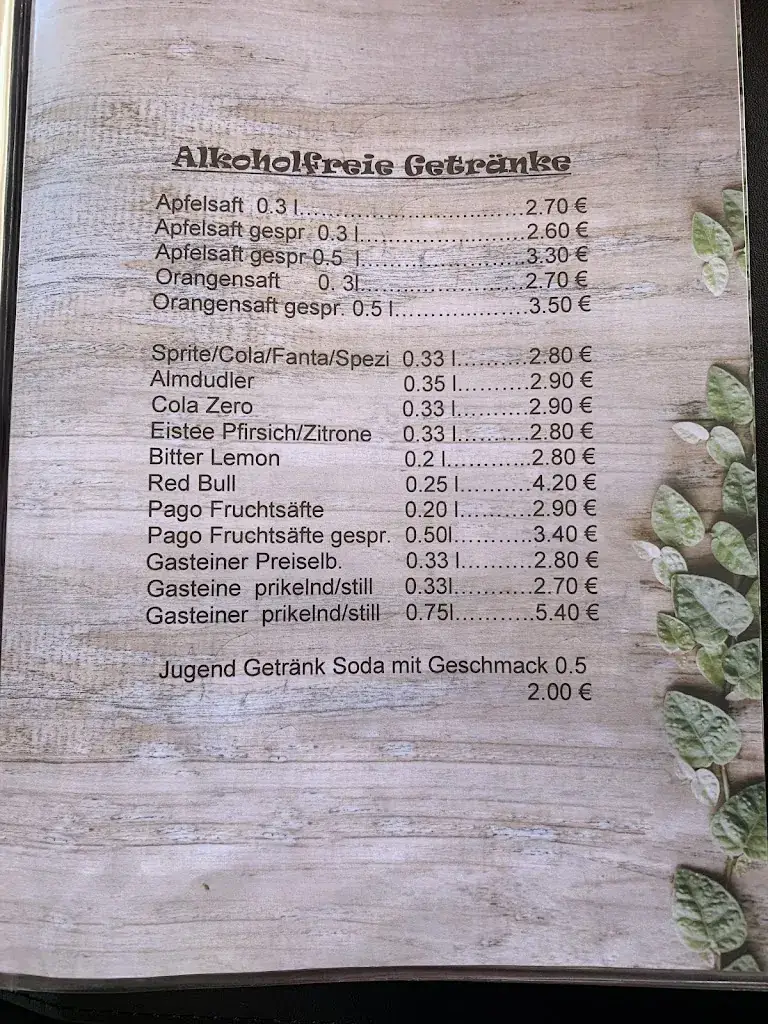 Alkoholfreie Getränke
Apfelsaft 0.3 l.................................2.70 €
Apfelsaft gespr 0.3 l.........................2.60 €
Apfelsaft gespr 0.5 l.........................3.30 €
Orangensaft 0. 3l.........................2.70 €
Orangensaft gespr. 0.5 l....................3.50 €
Sprite/Cola/Fanta/Spezi 0.33 l..........2.80 €
Almdudler 0.35 l..........2.90 €
Cola Zero 0.33 l..........2.90 €
Eistee Pfirsich/Zitrone 0.33 l..........2.80 €
Bitter Lemon 0.2 l............2.80 €
Red Bull 0.25 l..........4.20 €
Pago Fruchtsäfte 0.20 l..........2.90 €
Pago Fruchtsäfte gespr. 0.50l...........3.40 €
Gasteiner Preiselb. 0.33 l..........2.80 €
Gasteine prikelnd/still 0.33l...........2.70 €
Gasteiner prikelnd/still 0.75l...........5.40 €
Jugend Getränk Soda mit Geschmack 0.5
2.00 €